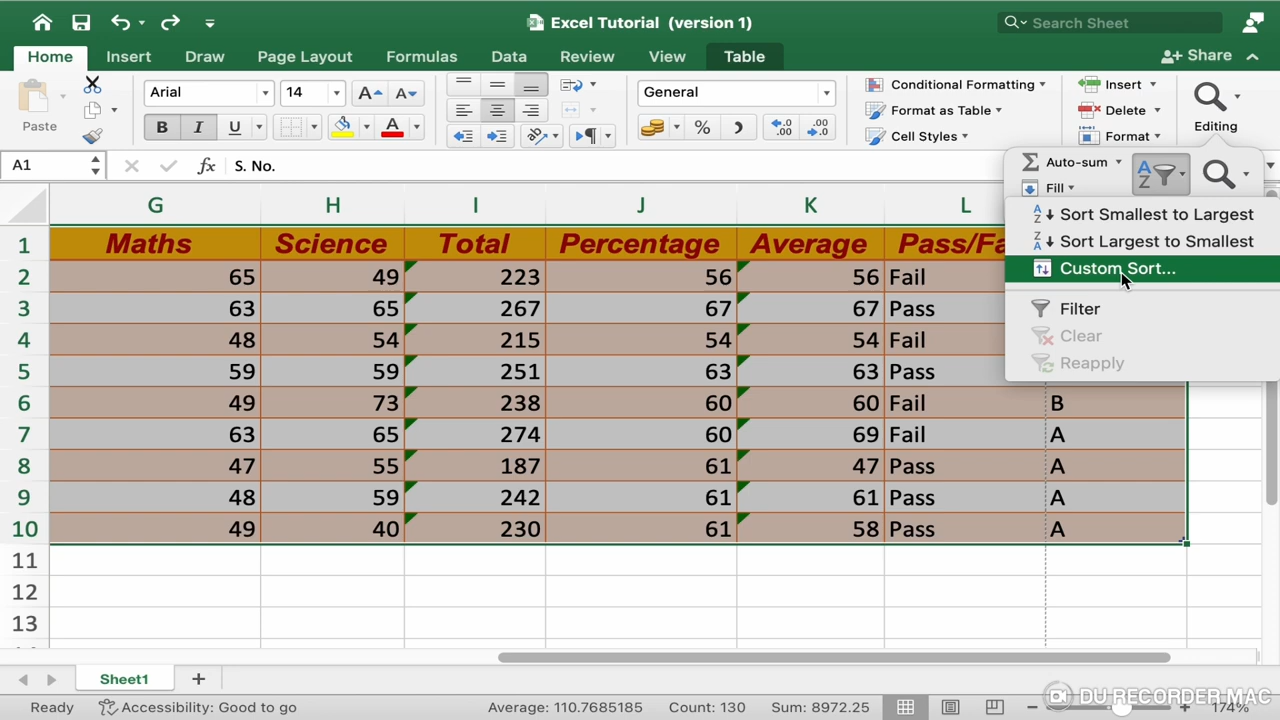 Excel Tutorial (version 1)
Search Sheet
Home Insert Draw Page Layout Formulas Data Review View Table
Share
Paste
Arial 14
B I U A
General
%
Conditional Formatting
Format as Table
Cell Styles
Insert
Delete
Format
Editing
A1 fx S. No.
Auto-sum
Fill
Sort Smallest to Largest
Sort Largest to Smallest
Custom Sort...
Filter
Clear
Reapply
G H I J K L
1 Maths Science Total Percentage Average Pass/Fa
2 65 49 223 56 56 Fail
3 63 65 267 67 67 Pass
4 48 54 215 54 54 Fail
5 59 59 251 63 63 Pass
6 49 73 238 60 60 Fail B
7 63 65 274 60 69 Fail A
8 47 55 187 61 47 Pass A
9 48 59 242 61 61 Pass A
10 49 40 230 61 58 Pass A
11
12
13
Sheet1
Ready Accessibility: Good to go Average: 110.7685185 Count: 130 Sum: 8972.25 174%
DU RECORDER MAC